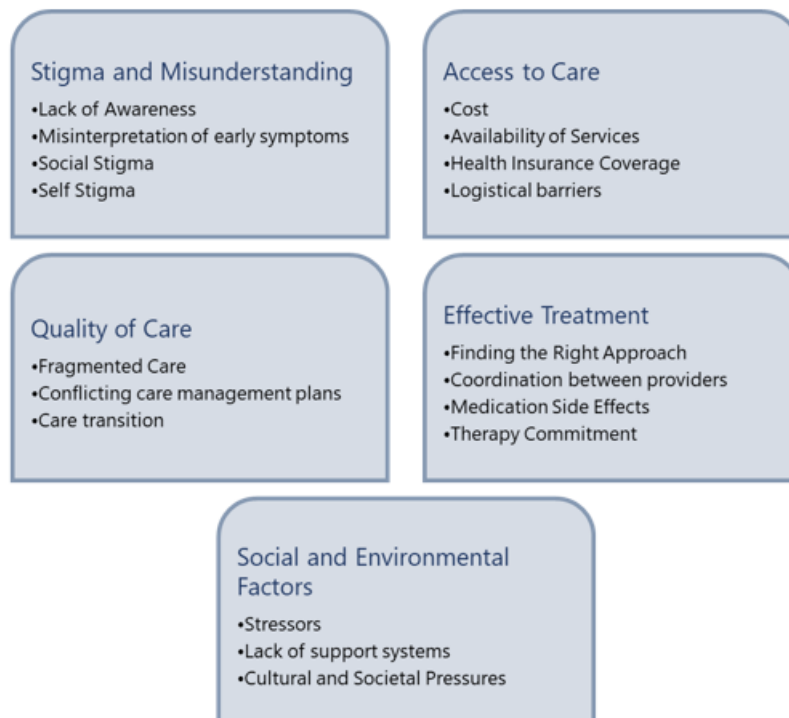 Stigma and Misunderstanding
•Lack of Awareness
•Misinterpretation of early symptoms
•Social Stigma
•Self Stigma
Access to Care
•Cost
•Availability of Services
•Health Insurance Coverage
•Logistical barriers
Quality of Care
•Fragmented Care
•Conflicting care management plans
•Care transition
Effective Treatment
•Finding the Right Approach
•Coordination between providers
•Medication Side Effects
•Therapy Commitment
Social and Environmental
Factors
•Stressors
•Lack of support systems
•Cultural and Societal Pressures